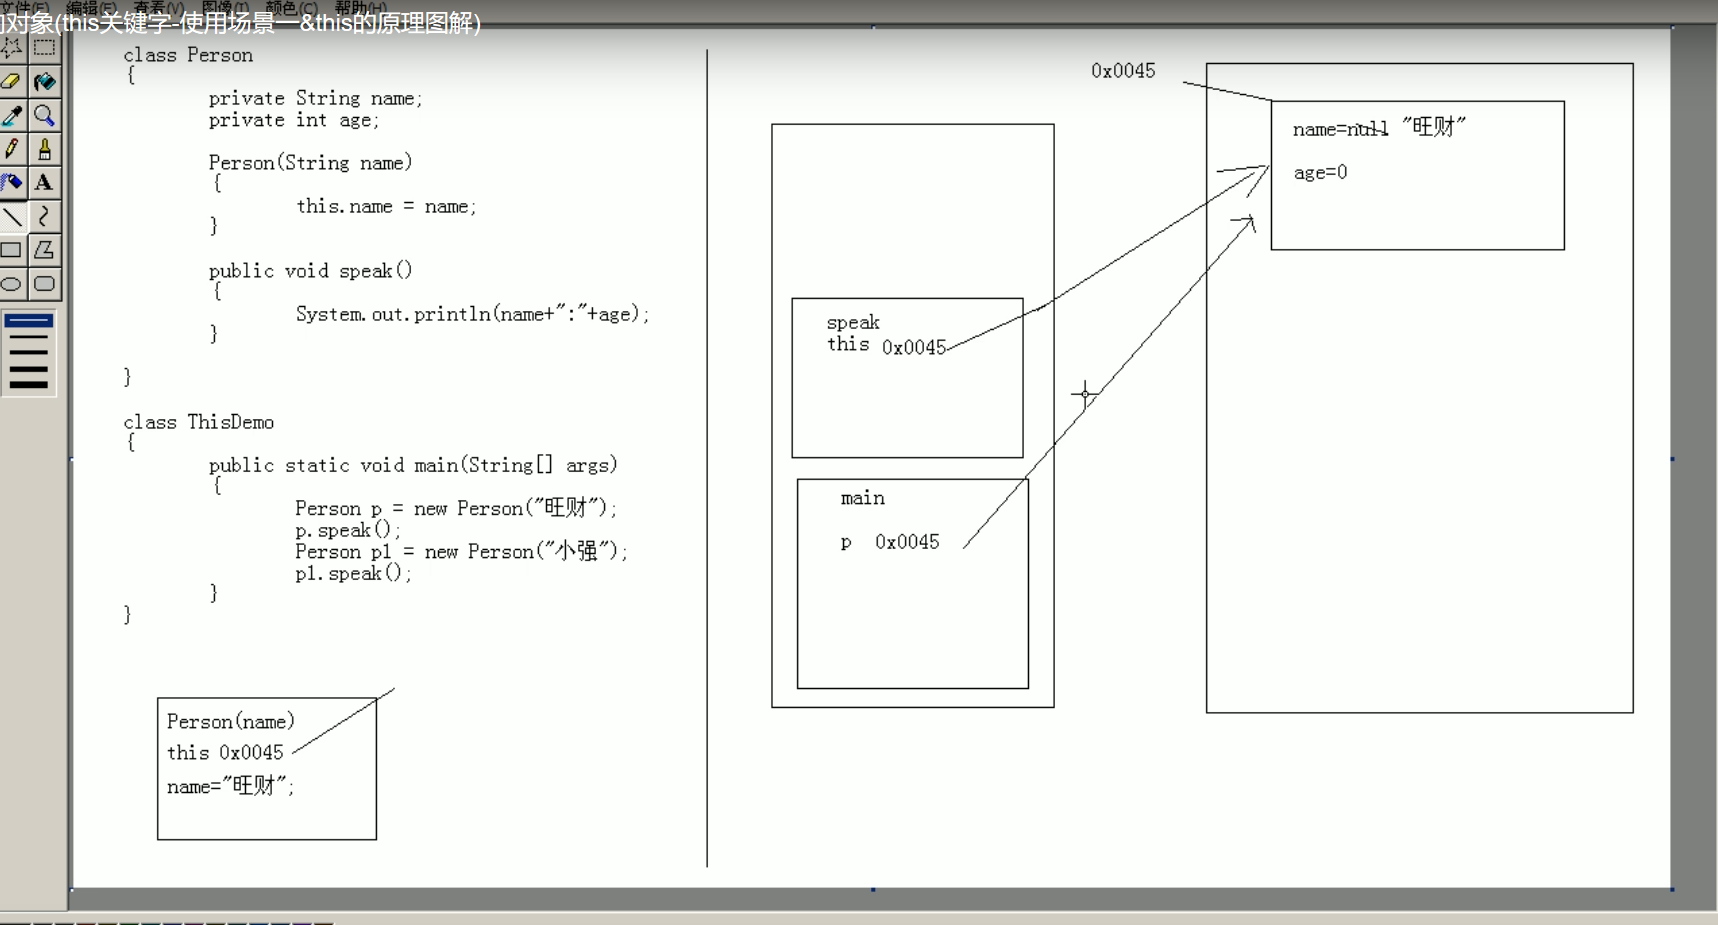 文件(F) 编辑(E) 查看(V) 图像(I) 颜色(C) 帮助(H)
对象(this关键字-使用场景一&this的原理图解)
class Person
{
private String name;
private int age;
Person(String name)
{
this.name = name;
}
public void speak()
{
System.out.println(name+":"+age);
}
}
class ThisDemo
{
public static void main(String[] args)
{
Person p = new Person("旺财");
p.speak();
Person p1 = new Person("小强");
p1.speak();
}
}
Person(name)
this 0x0045
name="旺财";
speak
this 0x0045
main
p 0x0045
0x0045
name=null "旺财"
age=0
A